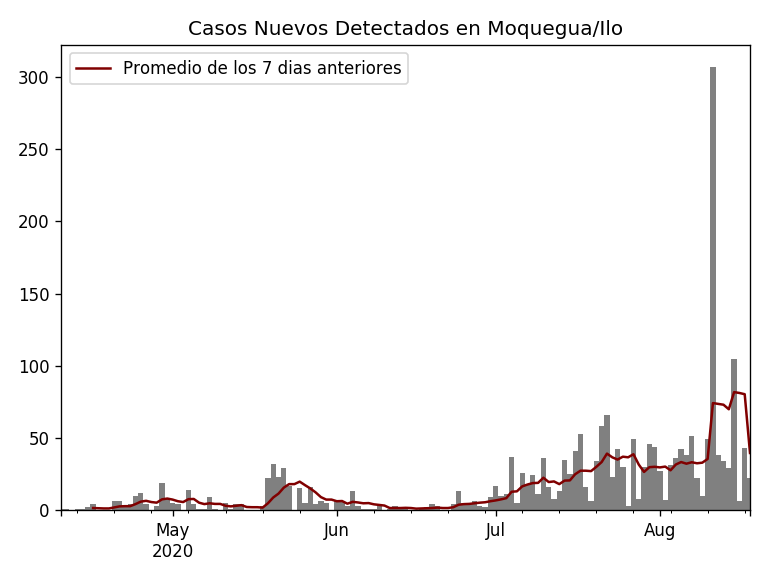 Casos Nuevos Detectados en Moquegua/Ilo
Promedio de los 7 dias anteriores
300
250
200
150
100
50
0
May Jun Jul Aug
2020